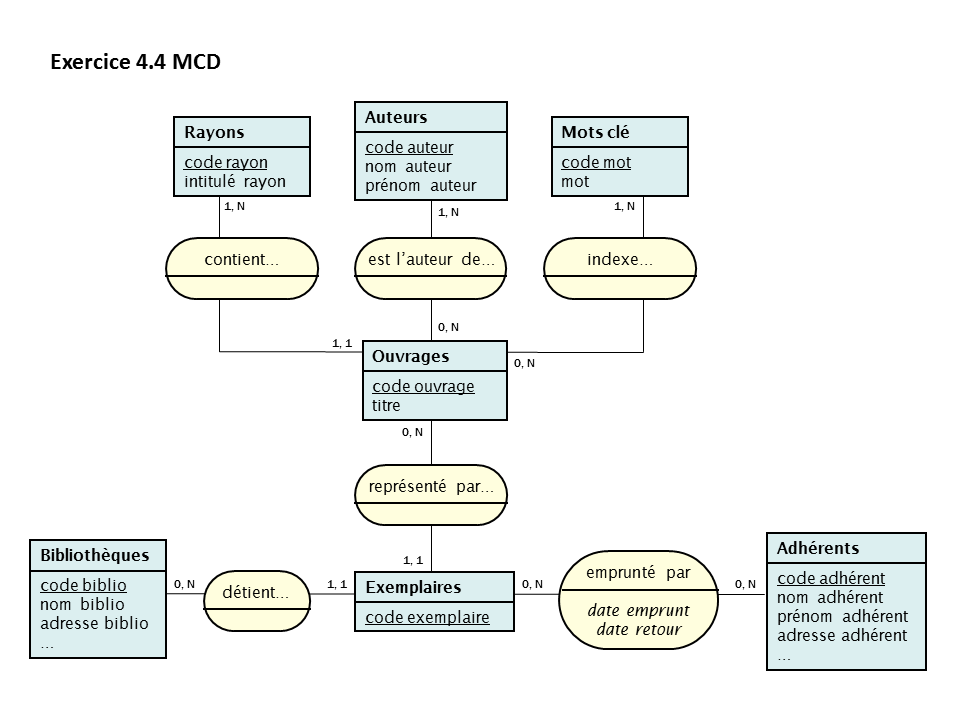 Exercice 4.4 MCD
Rayons
code rayon
intitulé rayon
1, N
Auteurs
code auteur
nom auteur
prénom auteur
1, N
Mots clé
code mot
mot
1, N
contient...
est l’auteur de...
indexe...
1, 1
0, N
0, N
Ouvrages
code ouvrage
titre
0, N
représenté par...
1, 1
Bibliothèques
code biblio
nom biblio
adresse biblio
...
0, N
détient...
1, 1
Exemplaires
code exemplaire
0, N
emprunté par
date emprunt
date retour
0, N
Adhérents
code adhérent
nom adhérent
prénom adhérent
adresse adhérent
...